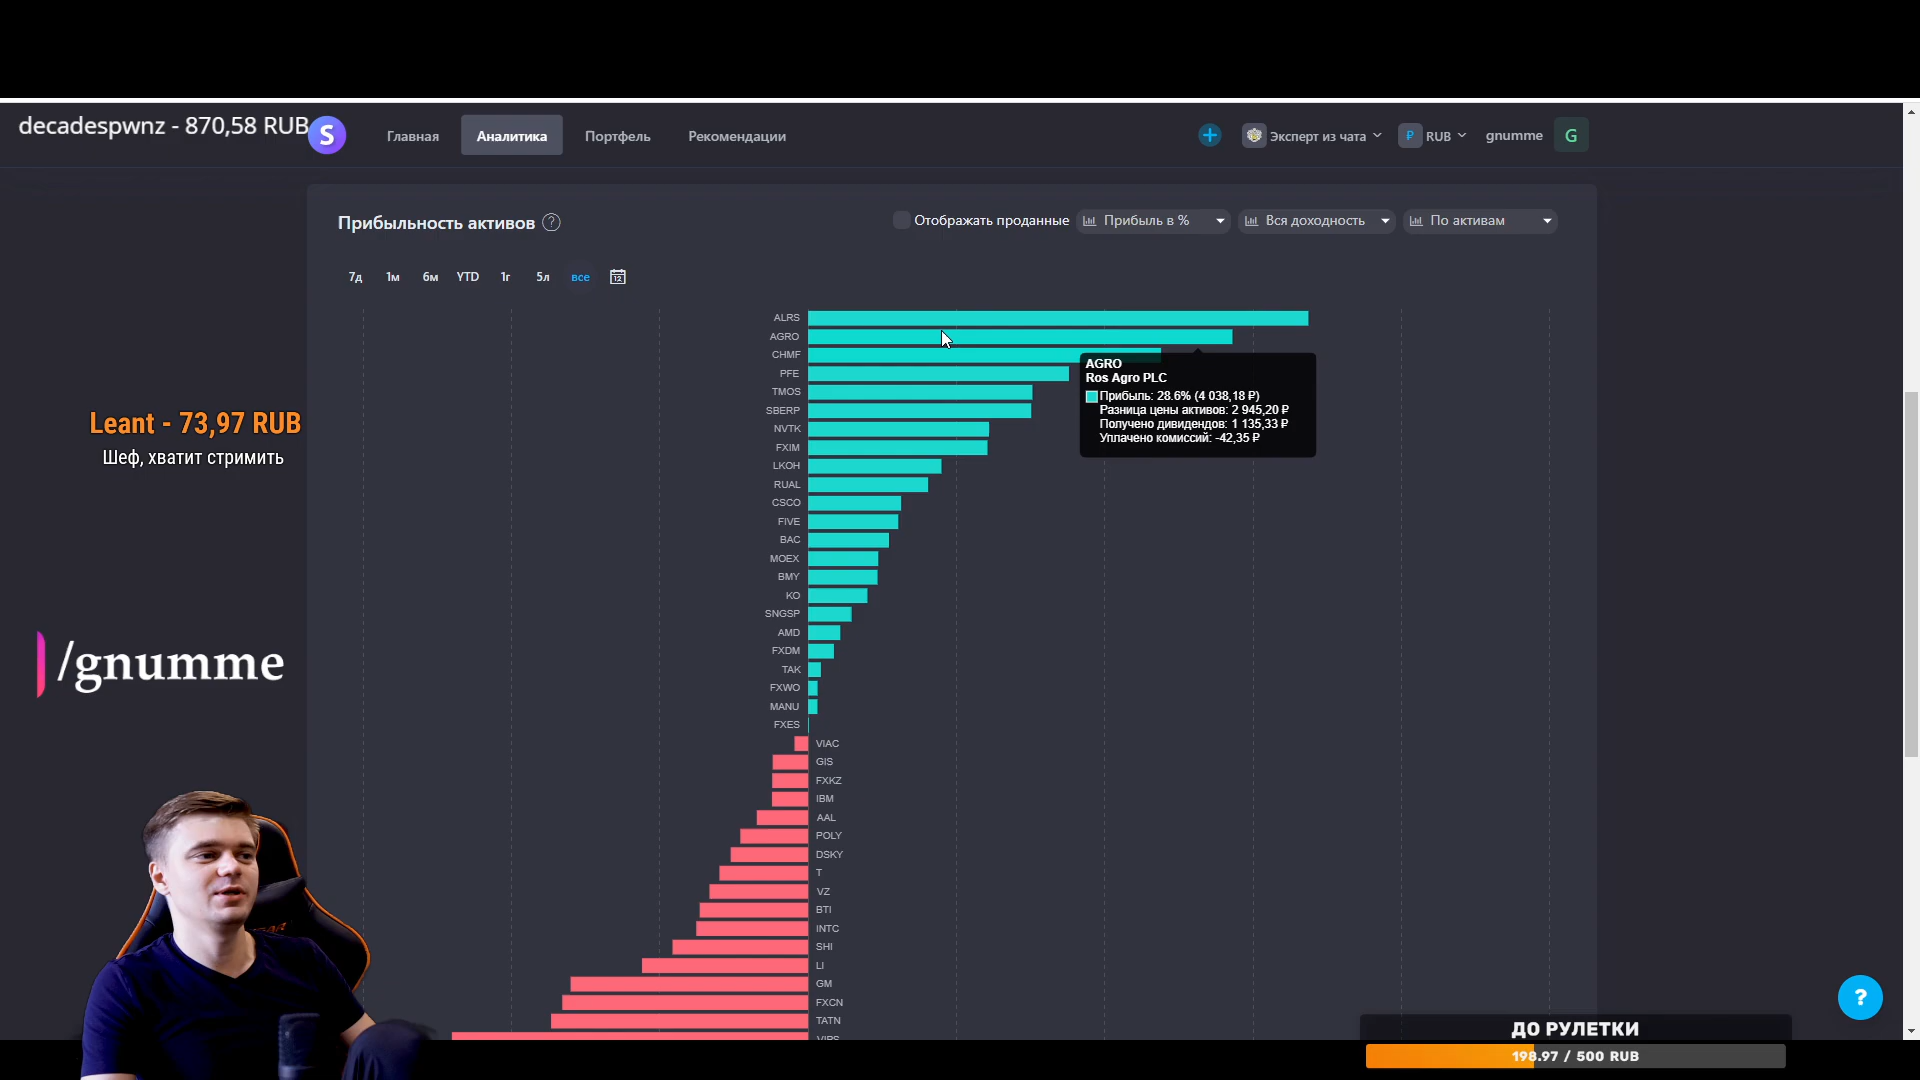 decadespwnz - 870,58 RUB
S
Главная
Аналитика
Портфель
Рекомендации
Эксперт из чата
₽ RUB
gnumme
G
Прибыльность активов ?
Отображать проданные
Прибыль в %
Вся доходность
По активам
7д
1м
6м
YTD
1г
5л
все
12
ALRS
AGRO
CHMF
PFE
TMOS
SBERP
NVTK
FXIM
LKOH
RUAL
CSCO
FIVE
BAC
MOEX
BMY
KO
SNGSP
AMD
FXDM
TAK
FXWO
MANU
FXES
VIAC
GIS
FXKZ
IBM
AAL
POLY
DSKY
T
VZ
BTI
INTC
SHI
LI
GM
FXCN
TATN
VIPS
AGRO
Ros Agro PLC
Прибыль: 28.6% (4 038,18 ₽)
Разница цены активов: 2 945,20 ₽
Получено дивидендов: 1 135,33 ₽
Уплачено комиссий: -42,35 ₽
Leant - 73,97 RUB
Шеф, хватит стримить
/gnumme
?
ДО РУЛЕТКИ
198.97 / 500 RUB